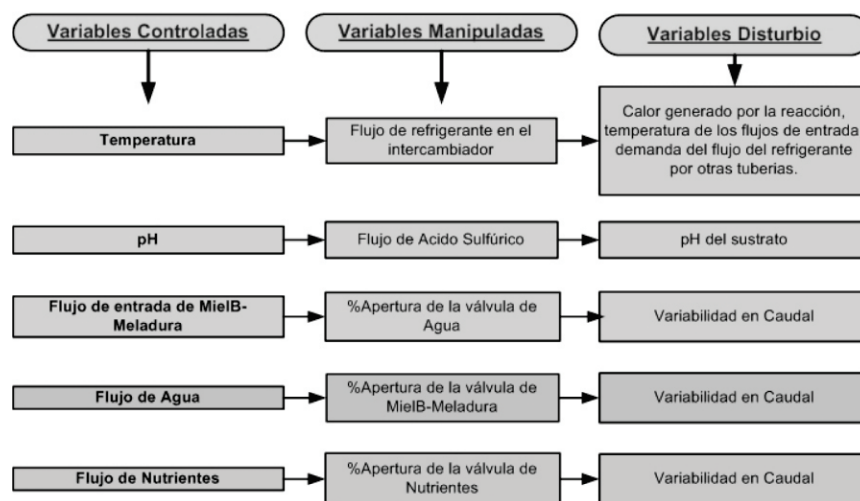 Variables Controladas
Variables Manipuladas
Variables Disturbio
Temperatura
Flujo de refrigerante en el
intercambiador
Calor generado por la reacción,
temperatura de los flujos de entrada
demanda del flujo del refrigerante
por otras tuberias.
pH
Flujo de Acido Sulfúrico
pH del sustrato
Flujo de entrada de MielB-
Meladura
%Apertura de la válvula de
Agua
Variabilidad en Caudal
Flujo de Agua
%Apertura de la válvula de
MielB-Meladura
Variabilidad en Caudal
Flujo de Nutrientes
%Apertura de la válvula de
Nutrientes
Variabilidad en Caudal